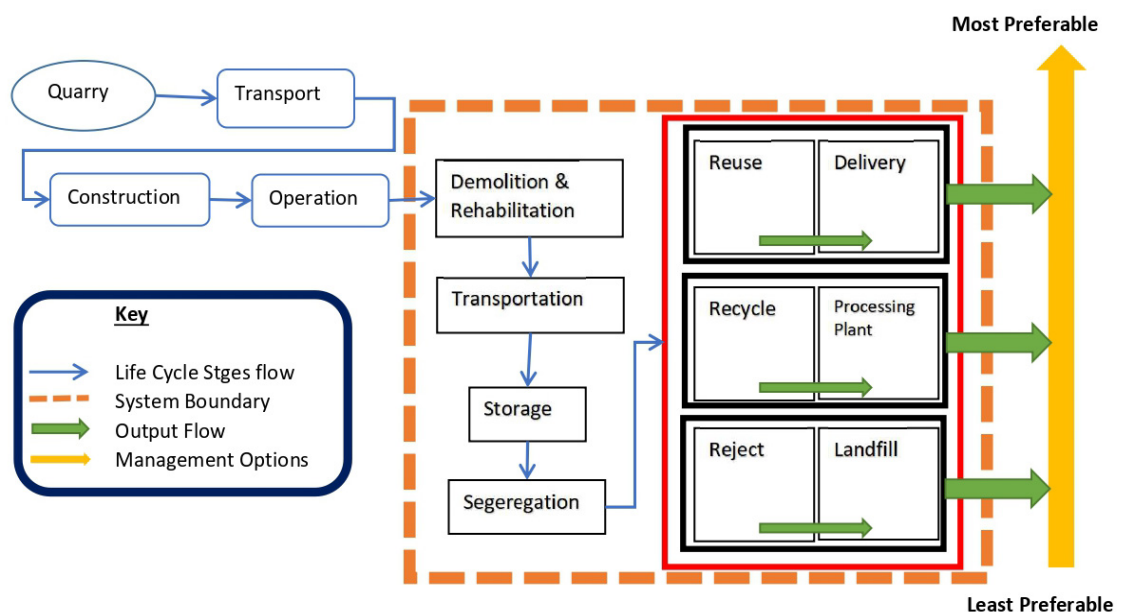 Most Preferable
Quarry
Transport
Construction
Operation
Demolition &
Rehabilitation
Transportation
Storage
Segeregation
Reuse
Delivery
Recycle
Processing
Plant
Reject
Landfill
Key
Life Cycle Stges flow
System Boundary
Output Flow
Management Options
Least Preferable